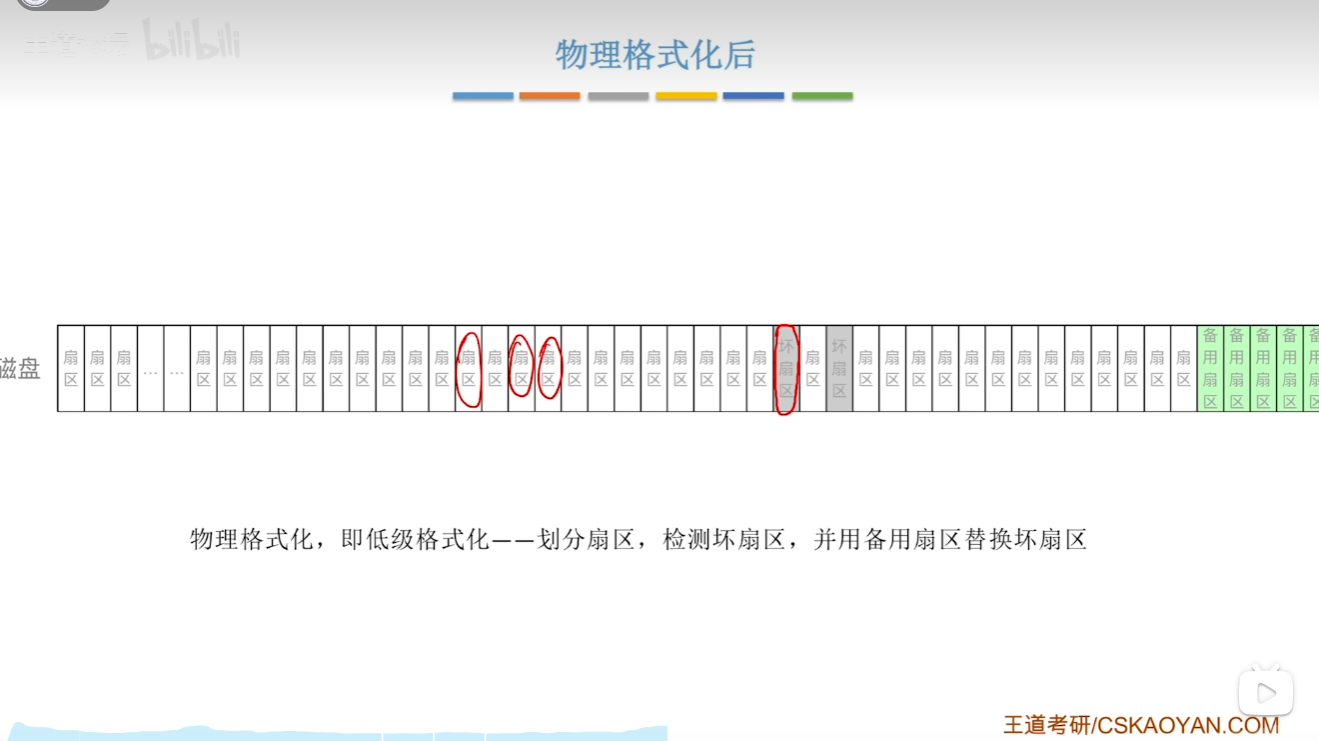 bilibili
物理格式化后
磁盘
扇区 扇区 扇区 … … 扇区 扇区 扇区 扇区 扇区 扇区 扇区 扇区 扇区 扇区 扇区 扇区 扇区 扇区 扇区 扇区 扇区 扇区 扇区 扇区 扇区 扇区 坏扇区 扇区 坏扇区 扇区 扇区 扇区 扇区 扇区 扇区 扇区 扇区 扇区 扇区 扇区 扇区 扇区 备用扇区 备用扇区 备用扇区 备用扇区 备用扇区
物理格式化，即低级格式化——划分扇区，检测坏扇区，并用备用扇区替换坏扇区
王道考研/CSKAOYAN.COM